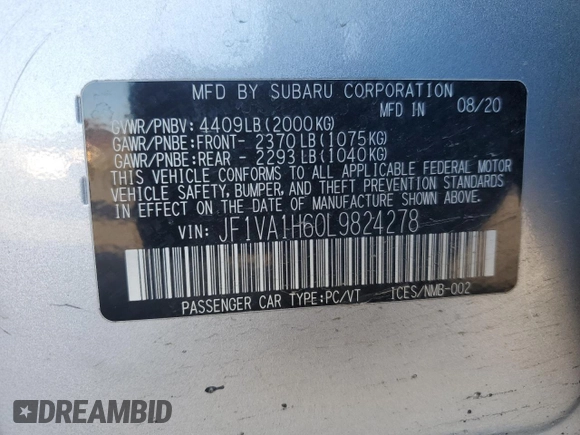 MFD BY SUBARU CORPORATION
MFD IN 08/20
GVWR/PNBV: 4409LB(2000KG)
GAWR/PNBE:FRONT- 2370LB(1075KG)
GAWR/PNBE:REAR - 2293LB(1040KG)
THIS VEHICLE CONFORMS TO ALL APPLICABLE FEDERAL MOTOR
VEHICLE SAFETY, BUMPER, AND THEFT PREVENTION STANDARDS
IN EFFECT ON THE DATE OF MANUFACTURE SHOWN ABOVE.
VIN: JF1VA1H60L9824278
PASSENGER CAR TYPE:PC/VT ICES/NMB-002
DREAMBID